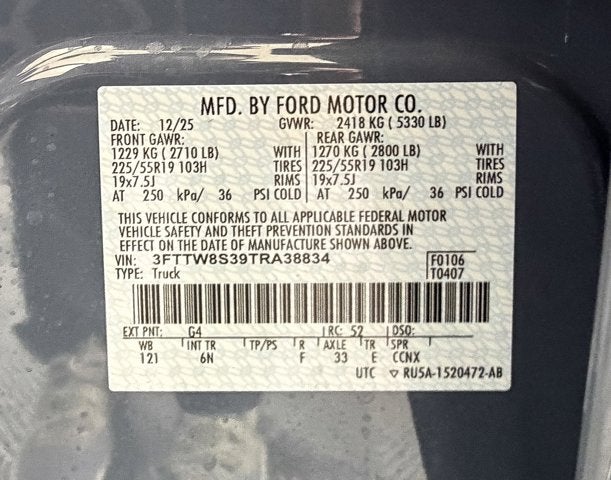 MFD. BY FORD MOTOR CO.
DATE: 12/25 GVWR: 2418 KG ( 5330 LB)
FRONT GAWR: REAR GAWR:
1229 KG ( 2710 LB) WITH 1270 KG ( 2800 LB) WITH
225/55R19 103H TIRES 225/55R19 103H TIRES
19x7.5J RIMS 19x7.5J RIMS
AT 250 kPa/ 36 PSI COLD AT 250 kPa/ 36 PSI COLD
THIS VEHICLE CONFORMS TO ALL APPLICABLE FEDERAL MOTOR
VEHICLE SAFETY AND THEFT PREVENTION STANDARDS IN
EFFECT ON THE DATE OF MANUFACTURE SHOWN ABOVE.
VIN: 3FTTW8S39TRA38834 F0106
TYPE: Truck T0407
EXT PNT: G4 RC: 52 DSO:
WB INT TR TP/PS R AXLE TR SPR
121 6N F 33 E CCNX
UTC ▽ RU5A-1520472-AB